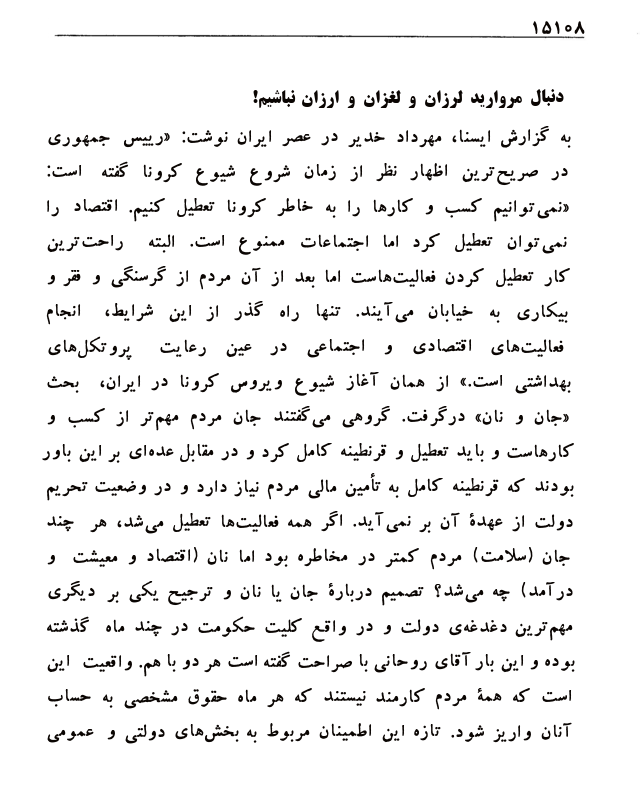 ۱۵۱۰۸
دنبال مروارید لرزان و لغزان و ارزان نباشیم!
به گزارش ایسنا، مهرداد خدیر در عصر ایران نوشت: «رییس جمهوری
در صریح‌ترین اظهار نظر از زمان شروع شیوع کرونا گفته است:
«نمی‌توانیم کسب و کارها را به خاطر کرونا تعطیل کنیم. اقتصاد را
نمی‌توان تعطیل کرد اما اجتماعات ممنوع است. البته راحت‌ترین
کار تعطیل کردن فعالیت‌هاست اما بعد از آن مردم از گرسنگی و فقر و
بیکاری به خیابان می‌آیند. تنها راه گذر از این شرایط، انجام
فعالیت‌های اقتصادی و اجتماعی در عین رعایت پروتکل‌های
بهداشتی است.» از همان آغاز شیوع ویروس کرونا در ایران، بحث
«جان و نان» درگرفت. گروهی می‌گفتند جان مردم مهم‌تر از کسب و
کارهاست و باید تعطیل و قرنطینه کامل کرد و در مقابل عده‌ای بر این باور
بودند که قرنطینه کامل به تأمین مالی مردم نیاز دارد و در وضعیت تحریم
دولت از عهدۀ آن بر نمی‌آید. اگر همه فعالیت‌ها تعطیل می‌شد، هر چند
جان (سلامت) مردم کمتر در مخاطره بود اما نان (اقتصاد و معیشت و
درآمد) چه می‌شد؟ تصمیم دربارۀ جان یا نان و ترجیح یکی بر دیگری
مهم‌ترین دغدغه‌ی دولت و در واقع کلیت حکومت در چند ماه گذشته
بوده و این بار آقای روحانی با صراحت گفته است هر دو با هم. واقعیت این
است که همۀ مردم کارمند نیستند که هر ماه حقوق مشخصی به حساب
آنان واریز شود. تازه این اطمینان مربوط به بخش‌های دولتی و عمومی